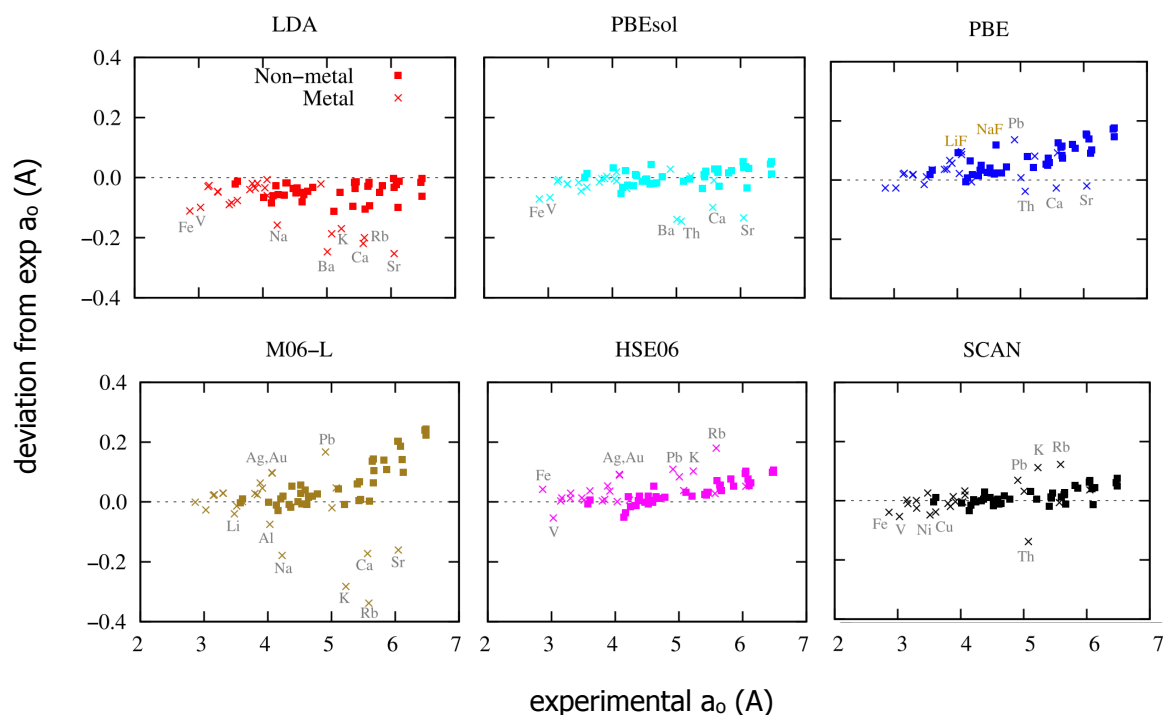 LDA
PBEsol
PBE
0.4
0.2
0.0
−0.2
−0.4
Non−metal
Metal
Fe
V
Na
Ba
K
Ca
Rb
Sr
Fe
V
Ba
Th
Ca
Sr
LiF
NaF
Pb
Th
Ca
Sr
M06−L
HSE06
SCAN
0.4
0.2
0.0
−0.2
−0.4
Ag,Au
Pb
Li
Al
Na
K
Ca
Rb
Sr
Fe
V
Ag,Au
Pb
K
Rb
Fe
V
Ni
Cu
Pb
K
Rb
Th
2 3 4 5 6 7
2 3 4 5 6 7
2 3 4 5 6 7
deviation from exp aₒ (A)
experimental aₒ (A)